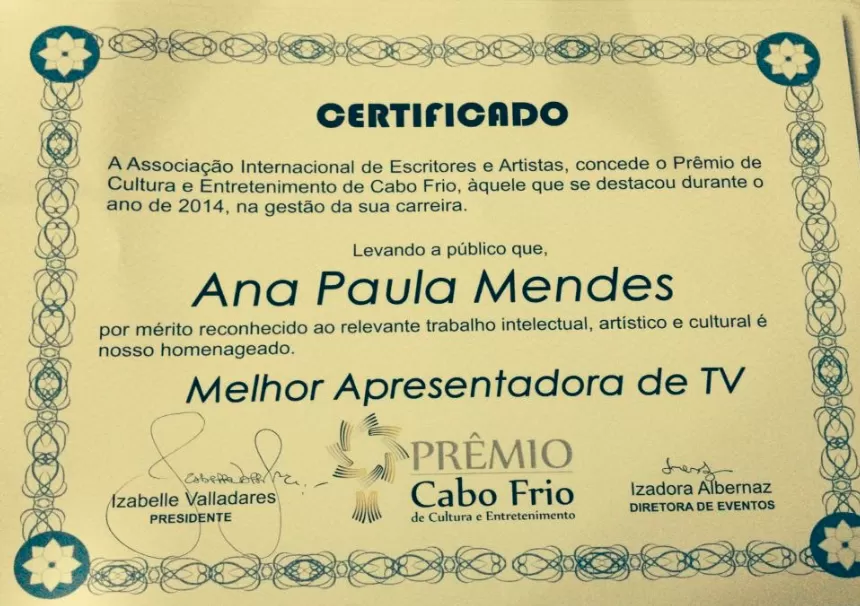 CERTIFICADO
A Associação Internacional de Escritores e Artistas, concede o Prêmio de
Cultura e Entretenimento de Cabo Frio, àquele que se destacou durante o
ano de 2014, na gestão da sua carreira.
Levando a público que,
Ana Paula Mendes
por mérito reconhecido ao relevante trabalho intelectual, artístico e cultural é
nosso homenageado.
Melhor Apresentadora de TV
Izabelle Valladares
PRESIDENTE
PRÊMIO
Cabo Frio
de Cultura e Entretenimento
Izadora Albernaz
DIRETORA DE EVENTOS